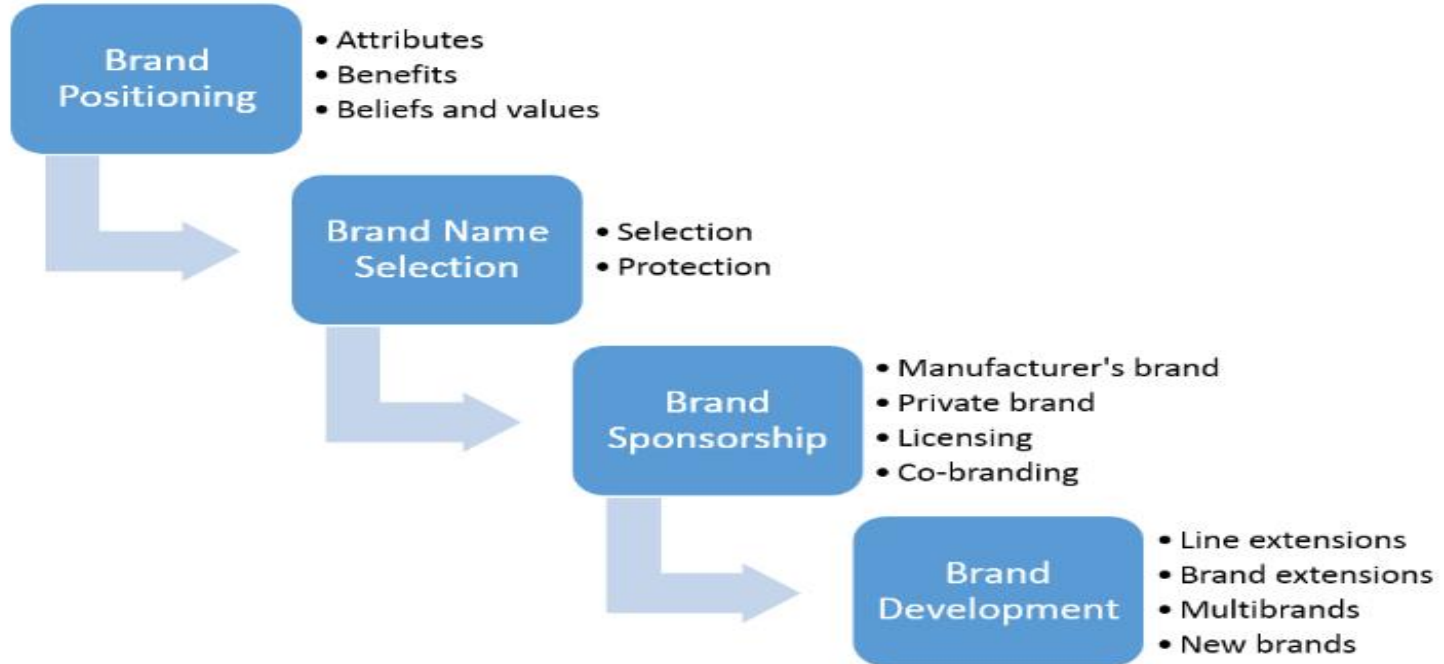 Brand
Positioning
• Attributes
• Benefits
• Beliefs and values
Brand Name
Selection
• Selection
• Protection
Brand
Sponsorship
• Manufacturer's brand
• Private brand
• Licensing
• Co-branding
Brand
Development
• Line extensions
• Brand extensions
• Multibrands
• New brands